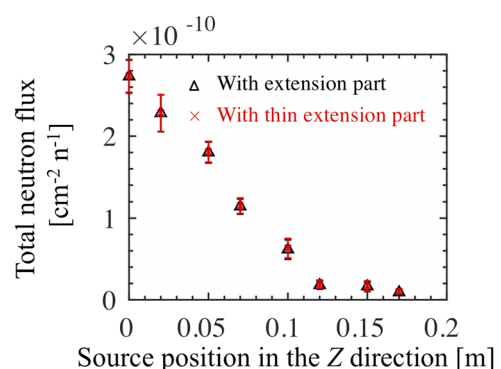 ×10 -10
3
2
1
0
Total neutron flux
[cm-2 n-1]
With extension part
With thin extension part
0 0.05 0.1 0.15 0.2
Source position in the Z direction [m]